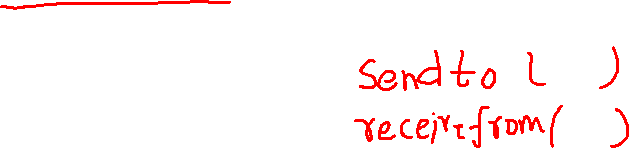 sendto ( )
receivefrom( )